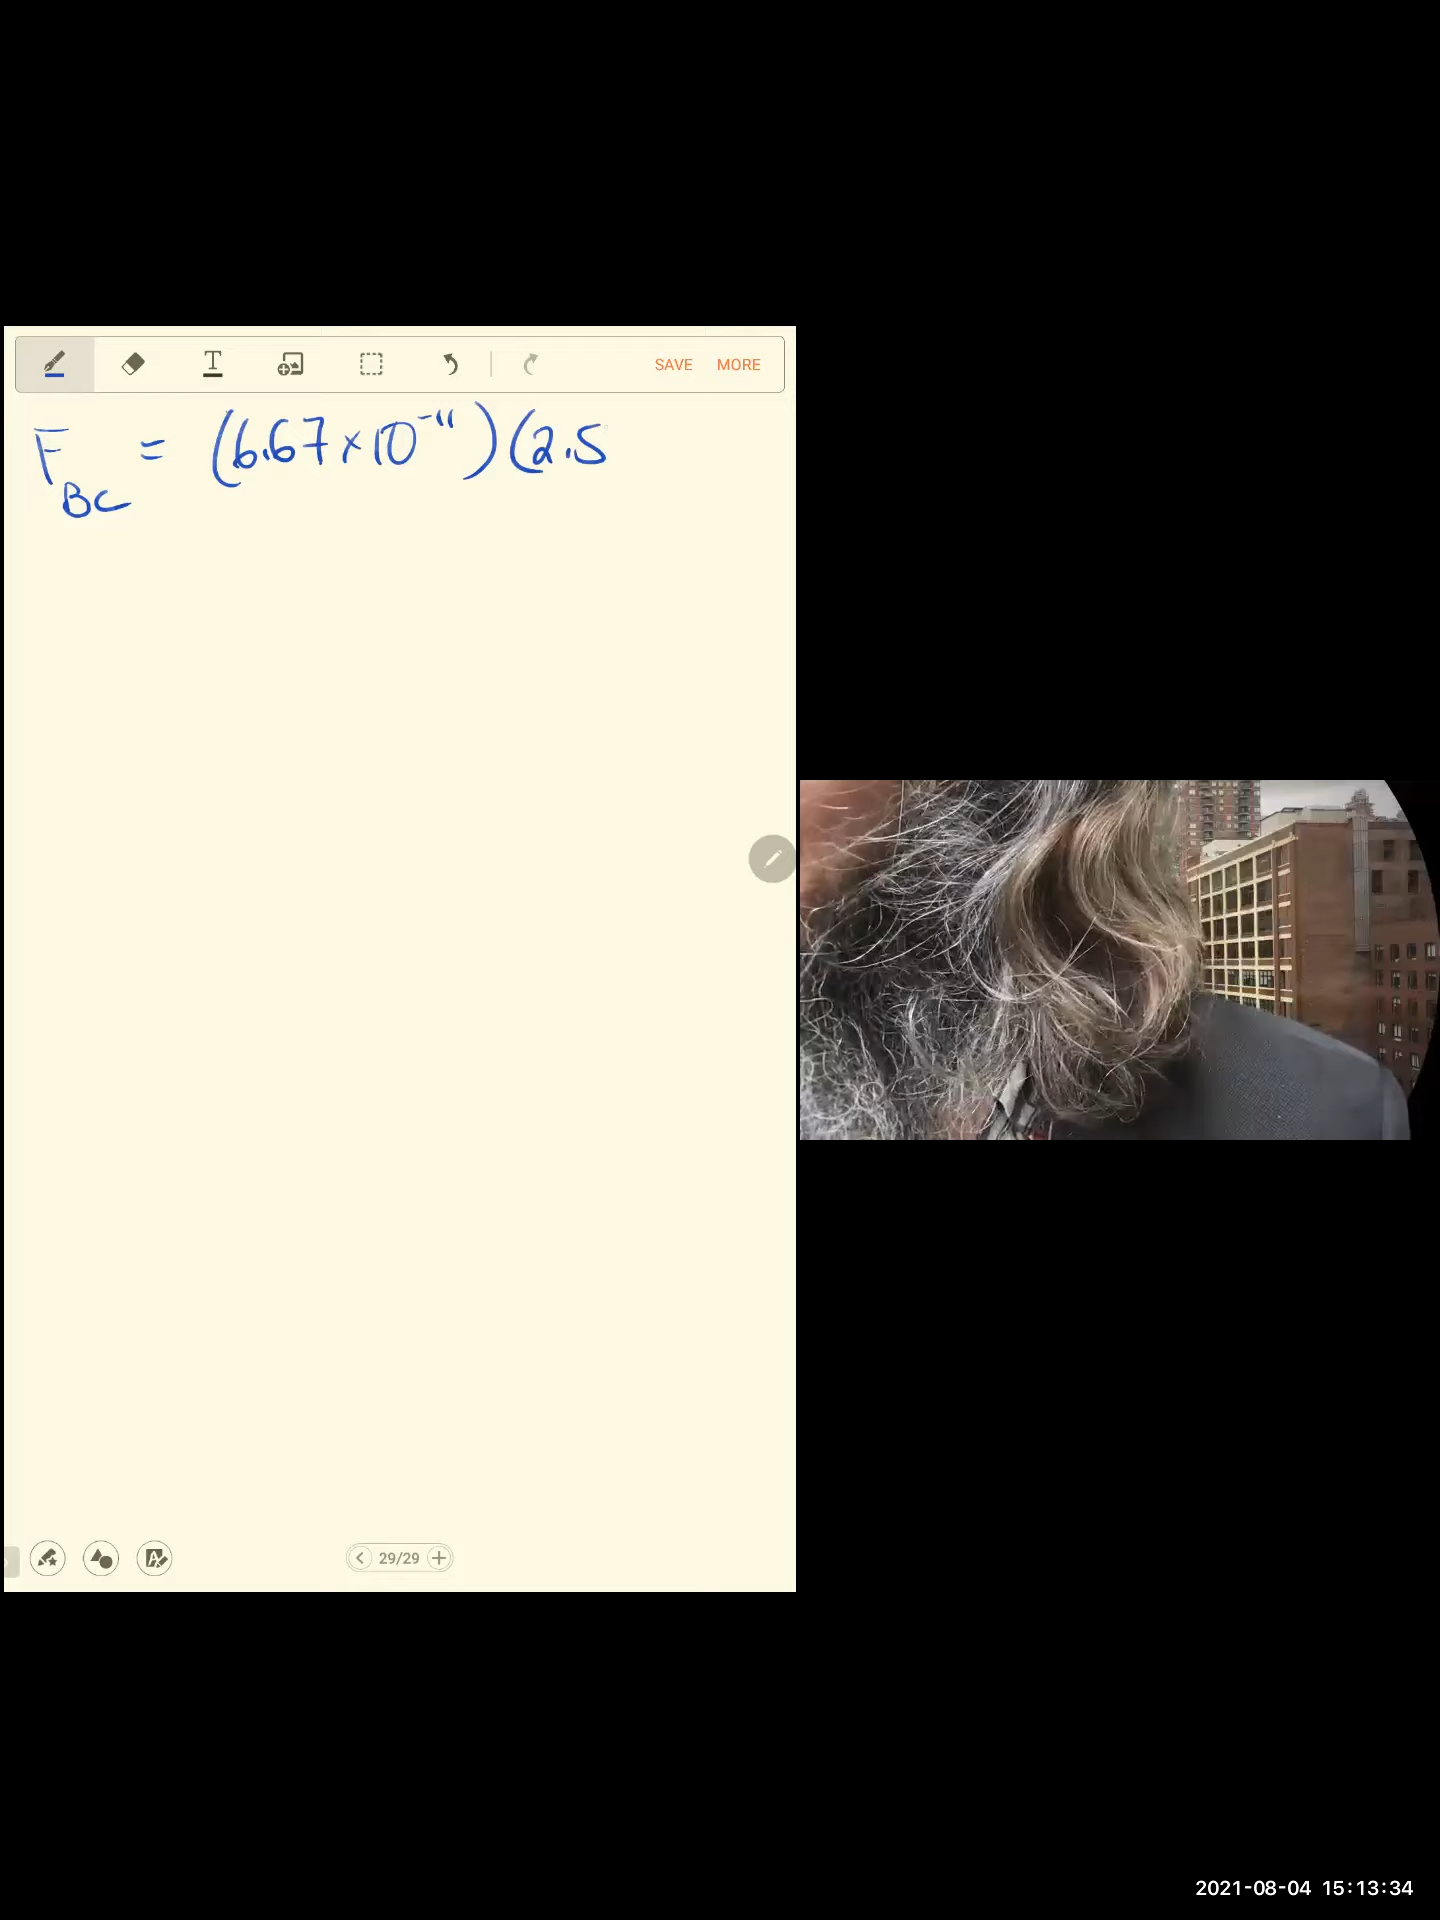 T
SAVE
MORE
F_BC = (6.67×10⁻¹¹)(2.5
A
29/29
2021-08-04 15:13:34